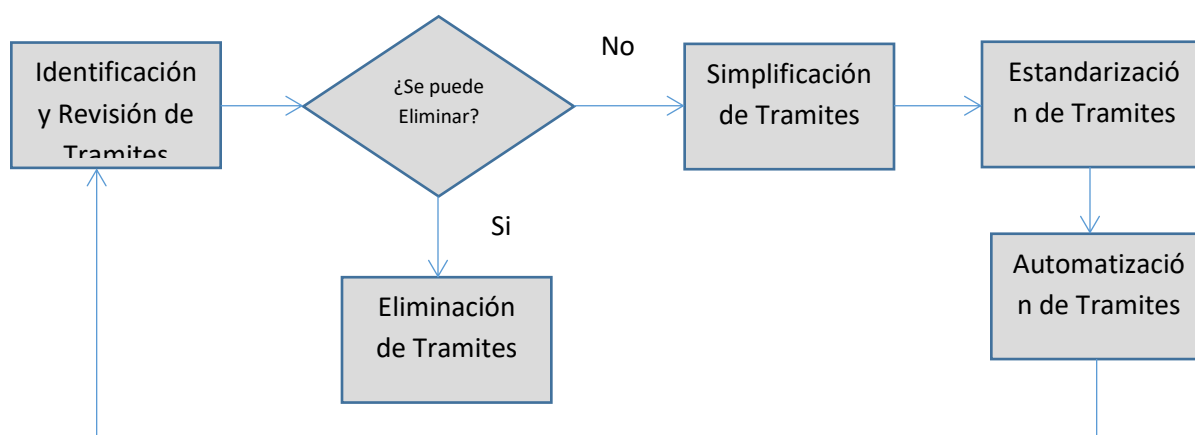 Identificación
y Revisión de
Tramites
¿Se puede
Eliminar?
No
Simplificación
de Tramites
Estandarizació
n de Tramites
Si
Eliminación
de Tramites
Automatizació
n de Tramites